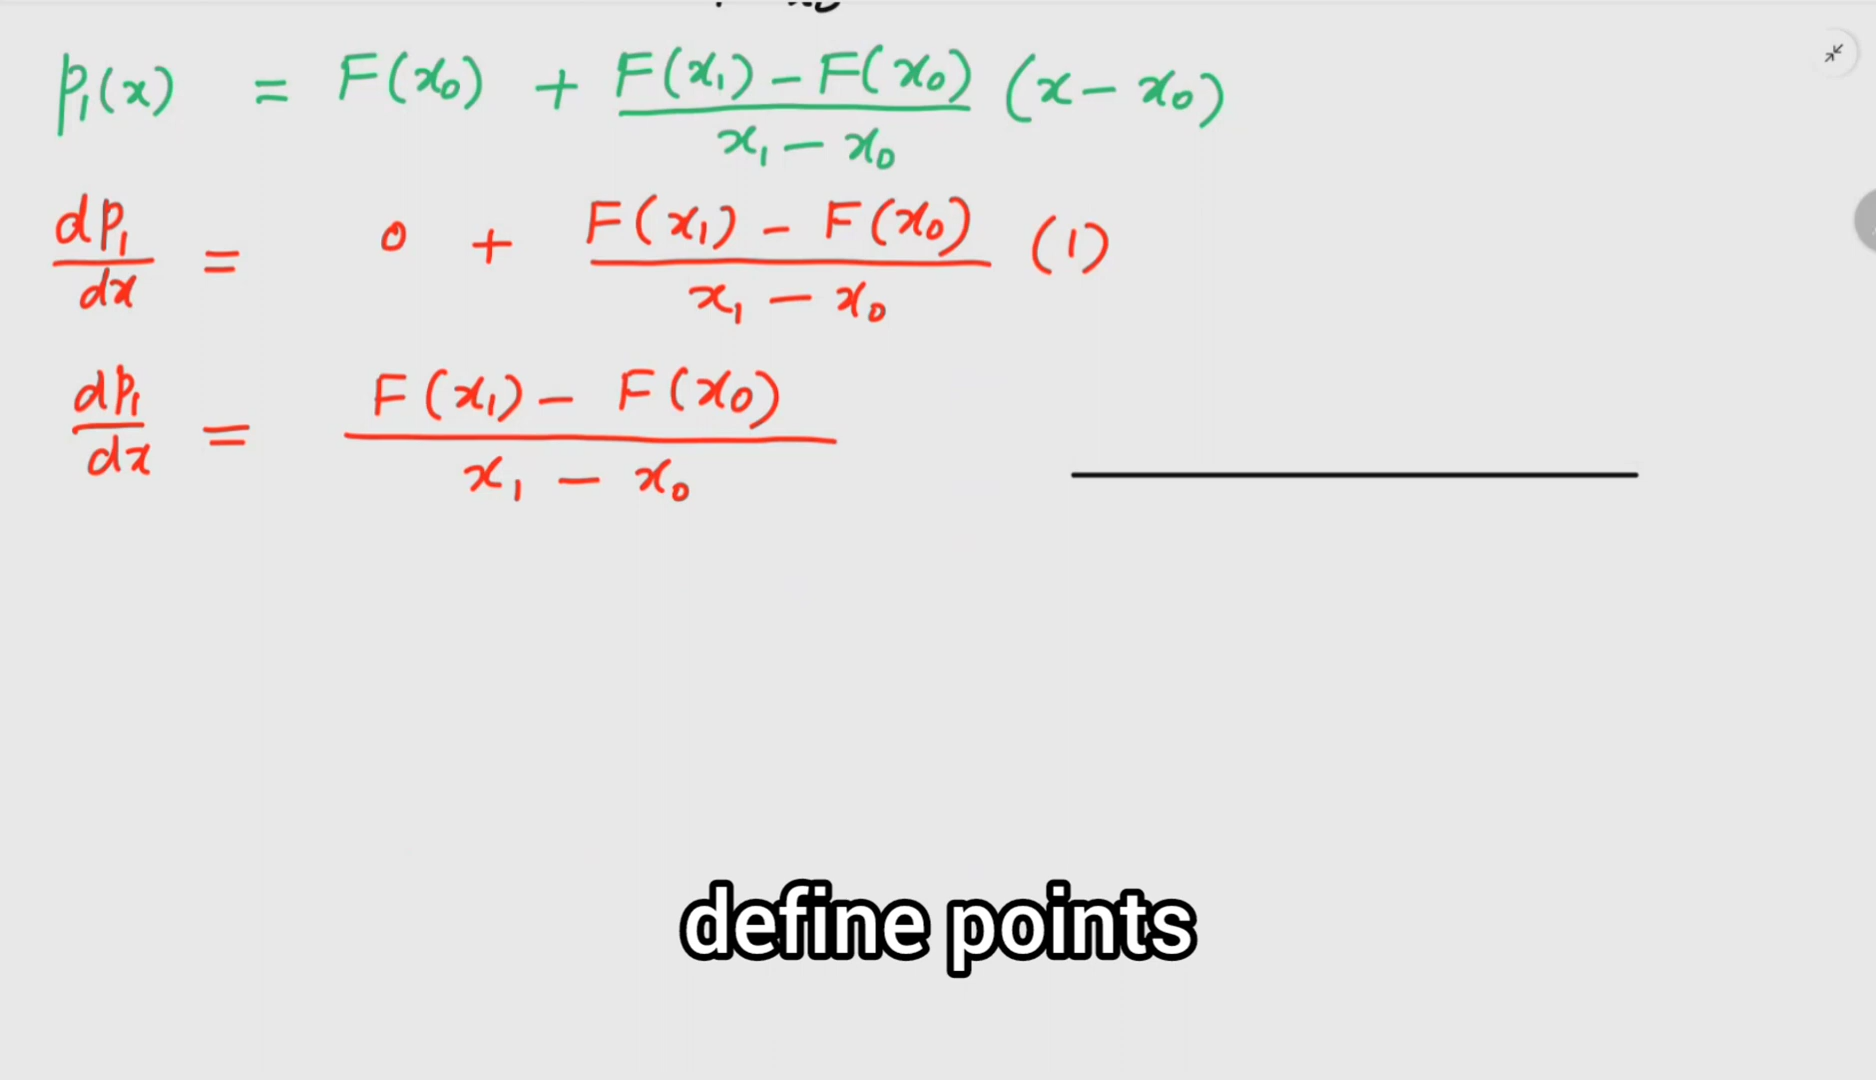 p₁(x) = F(x₀) + (F(x₁) – F(x₀))/(x₁ – x₀) (x – x₀)
dp₁/dx = 0 + (F(x₁) – F(x₀))/(x₁ – x₀) (1)
dp₁/dx = (F(x₁) – F(x₀))/(x₁ – x₀)
define points